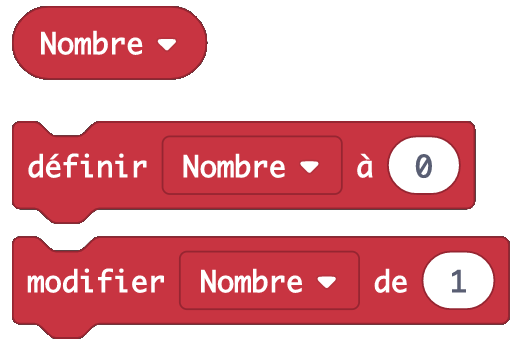 Nombre
définir Nombre à 0
modifier Nombre de 1